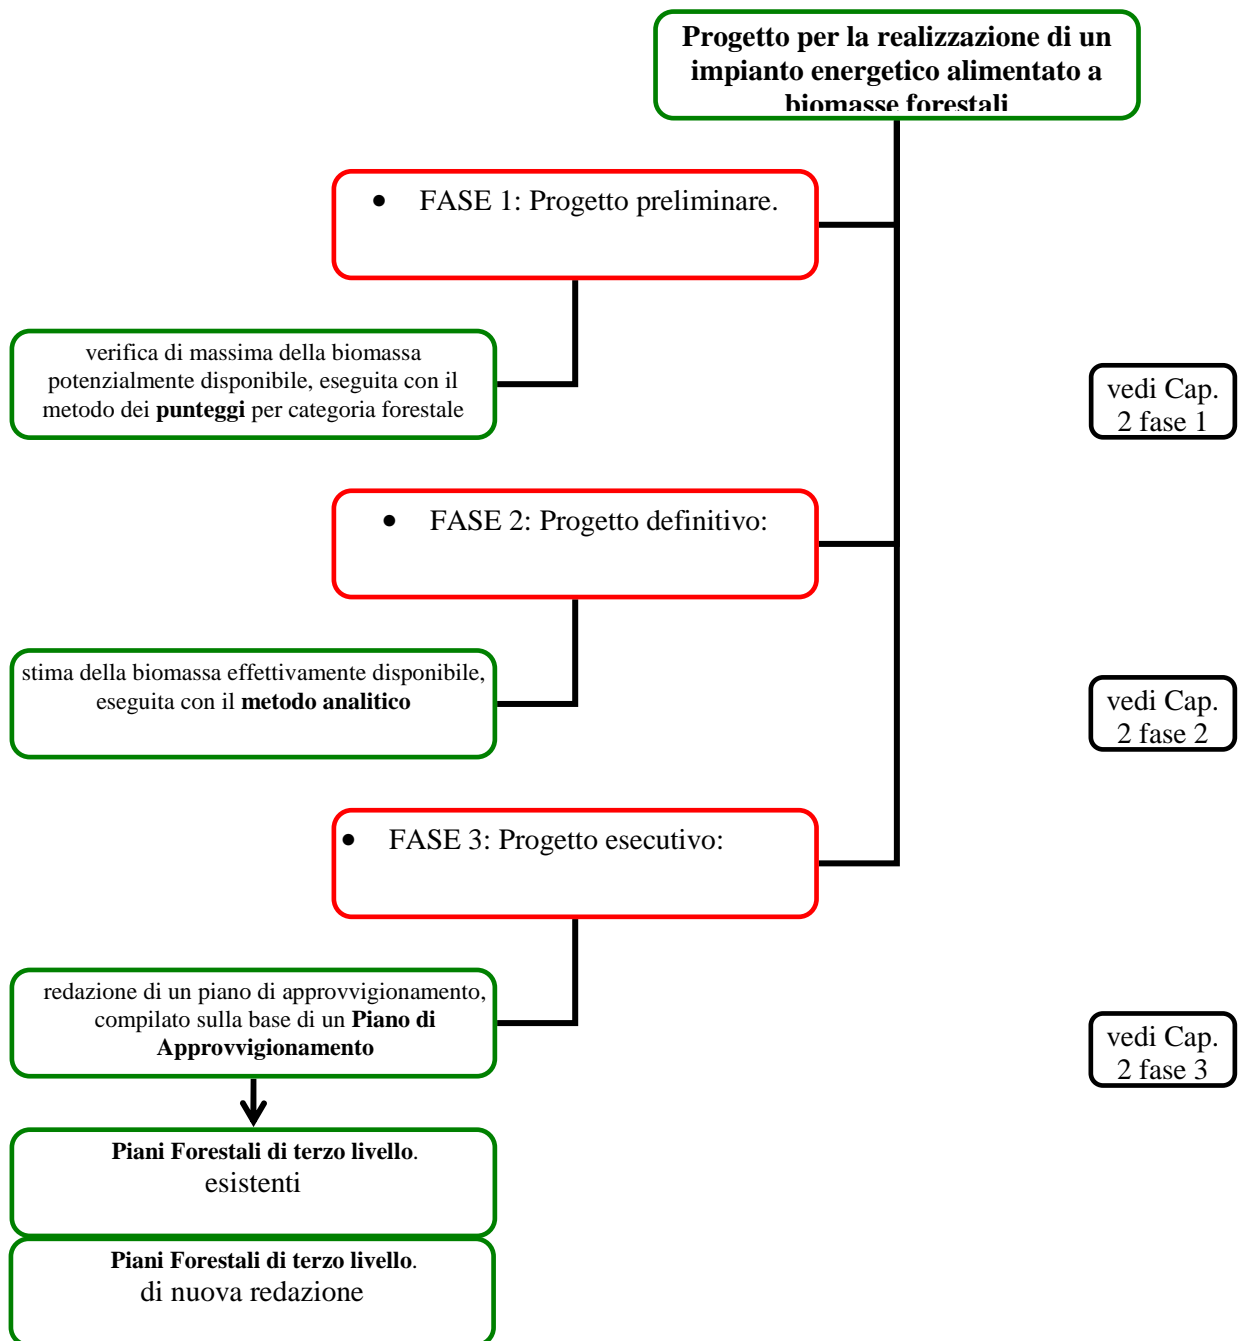 Progetto per la realizzazione di un
impianto energetico alimentato a
biomasse forestali
• FASE 1: Progetto preliminare.
verifica di massima della biomassa
potenzialmente disponibile, eseguita con il
metodo dei punteggi per categoria forestale
vedi Cap.
2 fase 1
• FASE 2: Progetto definitivo:
stima della biomassa effettivamente disponibile,
eseguita con il metodo analitico
vedi Cap.
2 fase 2
• FASE 3: Progetto esecutivo:
redazione di un piano di approvvigionamento,
compilato sulla base di un Piano di
Approvvigionamento
vedi Cap.
2 fase 3
Piani Forestali di terzo livello.
esistenti
Piani Forestali di terzo livello.
di nuova redazione